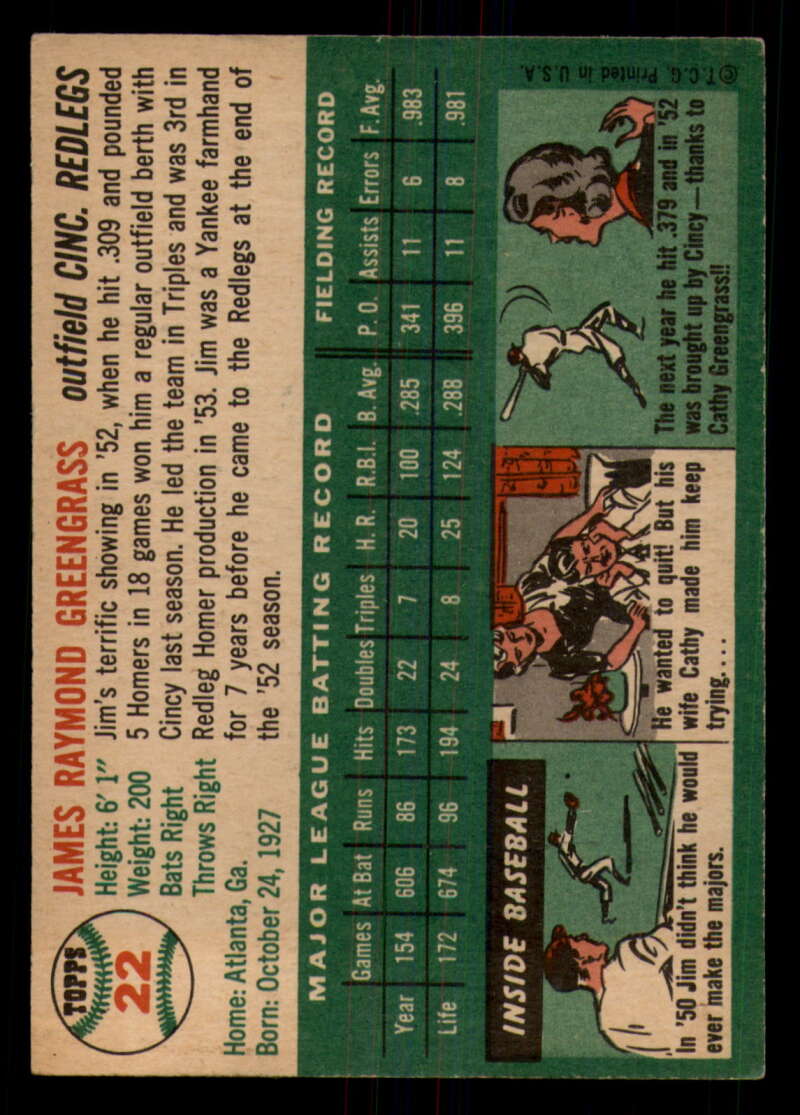 TOPPS
22
JAMES RAYMOND GREENGRASS outfield CINC. REDLEGS
Height: 6' 1"
Weight: 200
Bats Right
Throws Right
Home: Atlanta, Ga.
Born: October 24, 1927
Jim's terrific showing in '52, when he hit .309 and pounded
5 Homers in 18 games won him a regular outfield berth with
Cincy last season. He led the team in Triples and was 3rd in
Redleg Homer production in '53. Jim was a Yankee farmhand
for 7 years before he came to the Redlegs at the end of
the '52 season.
MAJOR LEAGUE BATTING RECORD FIELDING RECORD
Games At Bat Runs Hits Doubles Triples H. R. R.B.I. B. Avg. P. O. Assists Errors F. Avg.
Year 154 606 86 173 22 7 20 100 .285 341 11 6 .983
Life 172 674 96 194 24 8 25 124 .288 396 11 8 .981
INSIDE BASEBALL
In '50 Jim didn't think he would
ever make the majors.
He wanted to quit! But his
wife Cathy made him keep
trying....
The next year he hit .379 and in '52
was brought up by Cincy—thanks to
Cathy Greengrass!!
© T. C. G. Printed in U.S.A.